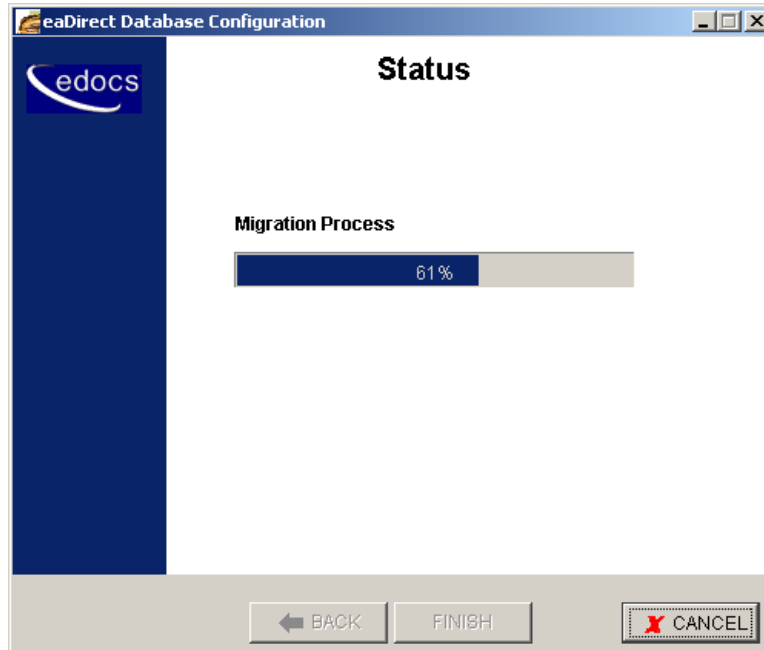 eaDirect Database Configuration
edocs
Status
Migration Process
61%
BACK
FINISH
CANCEL